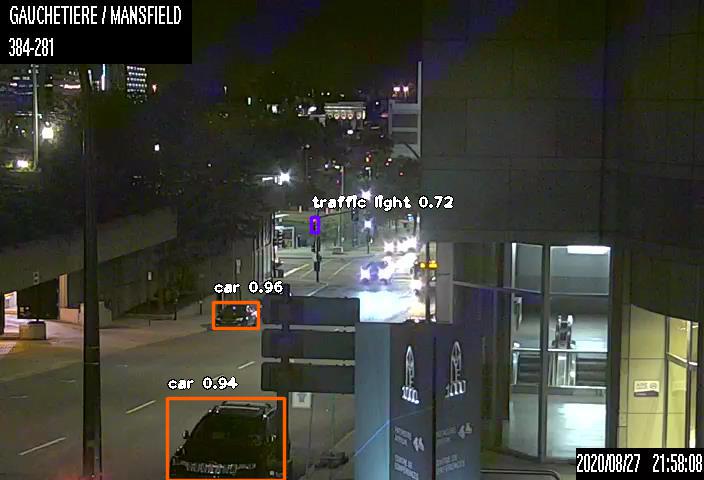 GAUCHETIERE / MANSFIELD
384-281
traffic light 0.72
car 0.96
car 0.94
2020/08/27 21:58:08